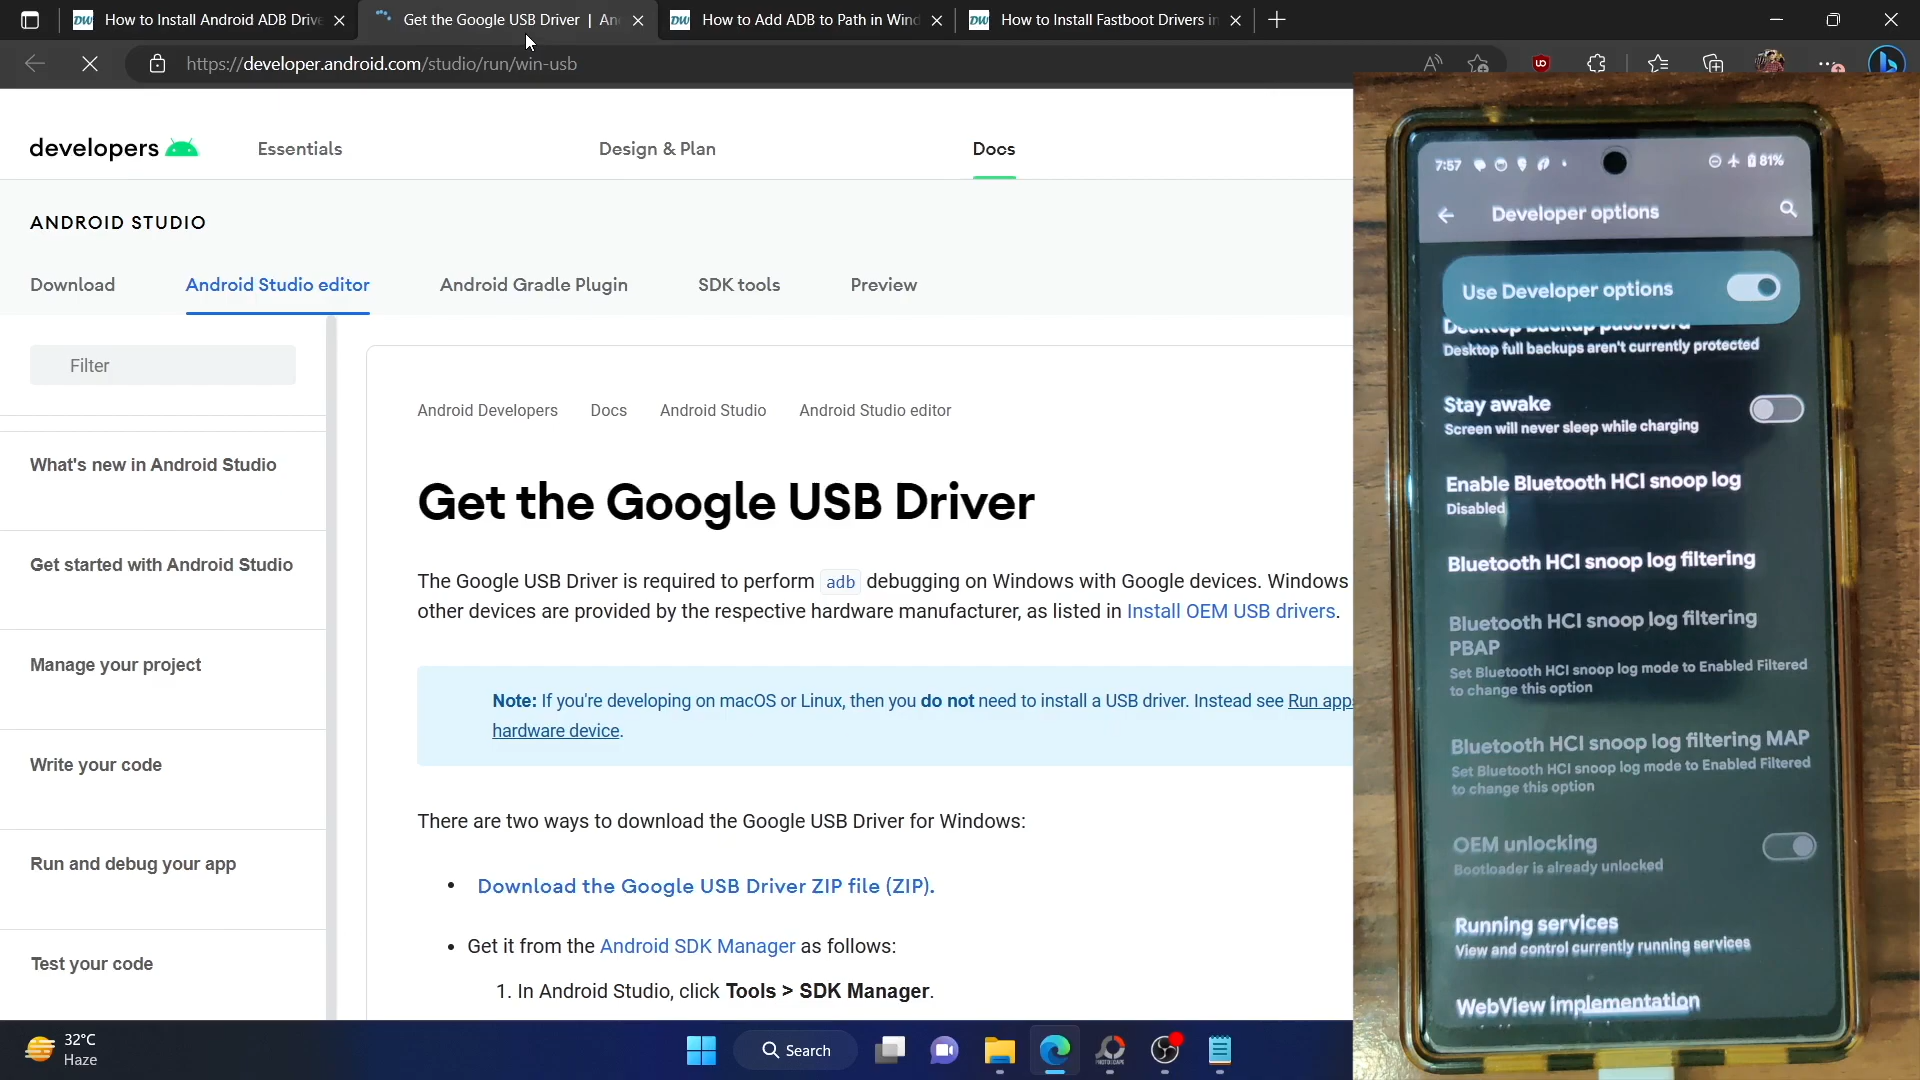 How to Install Android ADB Drive
Get the Google USB Driver | An
How to Add ADB to Path in Wind
How to Install Fastboot Drivers in
https://developer.android.com/studio/run/win-usb
developers
Essentials
Design & Plan
Docs
ANDROID STUDIO
Download
Android Studio editor
Android Gradle Plugin
SDK tools
Preview
Filter
What's new in Android Studio
Get started with Android Studio
Manage your project
Write your code
Run and debug your app
Test your code
Android Developers
Docs
Android Studio
Android Studio editor
Get the Google USB Driver
The Google USB Driver is required to perform adb debugging on Windows with Google devices. Windows
other devices are provided by the respective hardware manufacturer, as listed in Install OEM USB drivers.
Note: If you're developing on macOS or Linux, then you do not need to install a USB driver. Instead see Run app
hardware device.
There are two ways to download the Google USB Driver for Windows:
• Download the Google USB Driver ZIP file (ZIP).
• Get it from the Android SDK Manager as follows:
1. In Android Studio, click Tools > SDK Manager.
32°C
Haze
Search
7:57
81%
Developer options
Use Developer options
Desktop backup password
Desktop full backups aren't currently protected
Stay awake
Screen will never sleep while charging
Enable Bluetooth HCI snoop log
Disabled
Bluetooth HCI snoop log filtering
Bluetooth HCI snoop log filtering
PBAP
Set Bluetooth HCI snoop log mode to Enabled Filtered
to change this option
Bluetooth HCI snoop log filtering MAP
Set Bluetooth HCI snoop log mode to Enabled Filtered
to change this option
OEM unlocking
Bootloader is already unlocked
Running services
View and control currently running services
WebView implementation